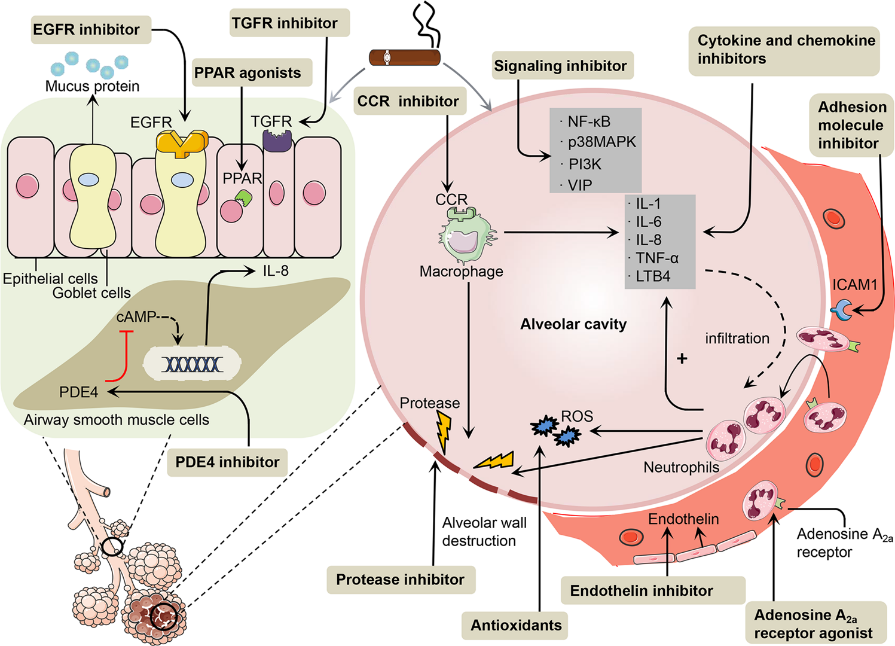 EGFR inhibitor
TGFR inhibitor
Mucus protein
PPAR agonists
EGFR
TGFR
PPAR
Epithelial cells
Goblet cells
IL-8
cAMP
PDE4
Airway smooth muscle cells
PDE4 inhibitor
CCR inhibitor
Signaling inhibitor
Cytokine and chemokine
inhibitors
Adhesion
molecule
inhibitor
· NF-κB
· p38MAPK
· PI3K
· VIP
CCR
Macrophage
· IL-1
· IL-6
· IL-8
· TNF-α
· LTB4
ICAM1
Alveolar cavity
infiltration
+
Protease
ROS
Neutrophils
Alveolar wall
destruction
Endothelin
Adenosine A2a
receptor
Protease inhibitor
Antioxidants
Endothelin inhibitor
Adenosine A2a
receptor agonist